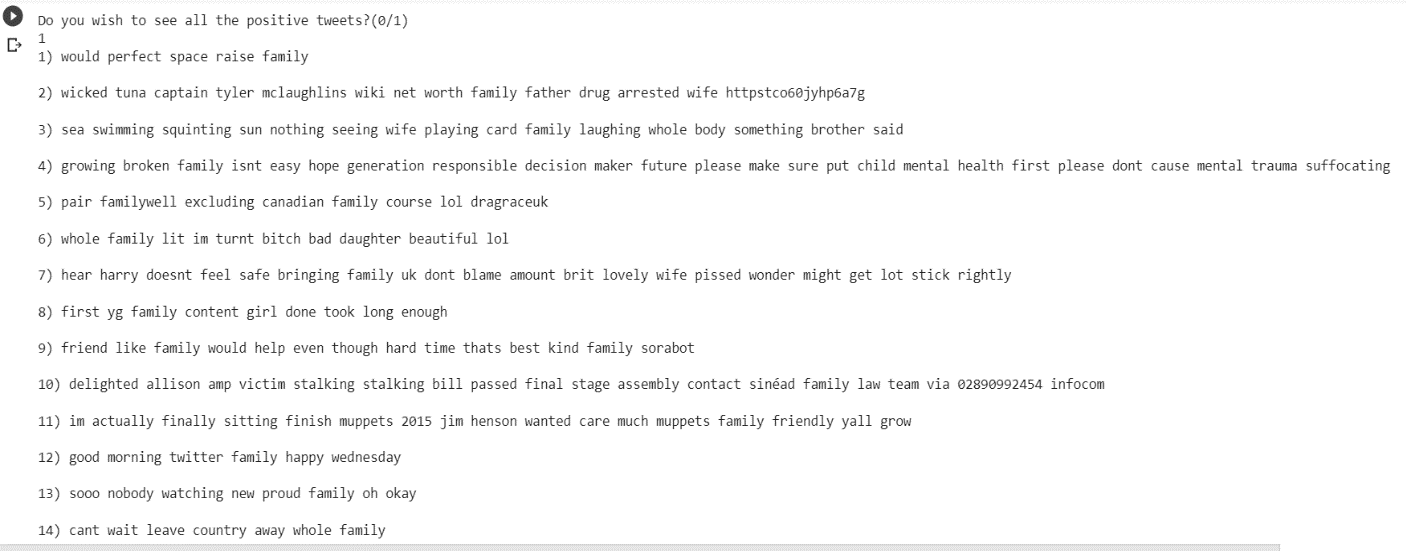 Do you wish to see all the positive tweets?(0/1)
1
1) would perfect space raise family
2) wicked tuna captain tyler mclaughlins wiki net worth family father drug arrested wife httpstco60jyhp6a7g
3) sea swimming squinting sun nothing seeing wife playing card family laughing whole body something brother said
4) growing broken family isnt easy hope generation responsible decision maker future please make sure put child mental health first please dont cause mental trauma suffocating
5) pair familywell excluding canadian family course lol dragraceuk
6) whole family lit im turnt bitch bad daughter beautiful lol
7) hear harry doesnt feel safe bringing family uk dont blame amount brit lovely wife pissed wonder might get lot stick rightly
8) first yg family content girl done took long enough
9) friend like family would help even though hard time thats best kind family sorabot
10) delighted allison amp victim stalking stalking bill passed final stage assembly contact sinéad family law team via 02890992454 infocom
11) im actually finally sitting finish muppets 2015 jim henson wanted care much muppets family friendly yall grow
12) good morning twitter family happy wednesday
13) sooo nobody watching new proud family oh okay
14) cant wait leave country away whole family